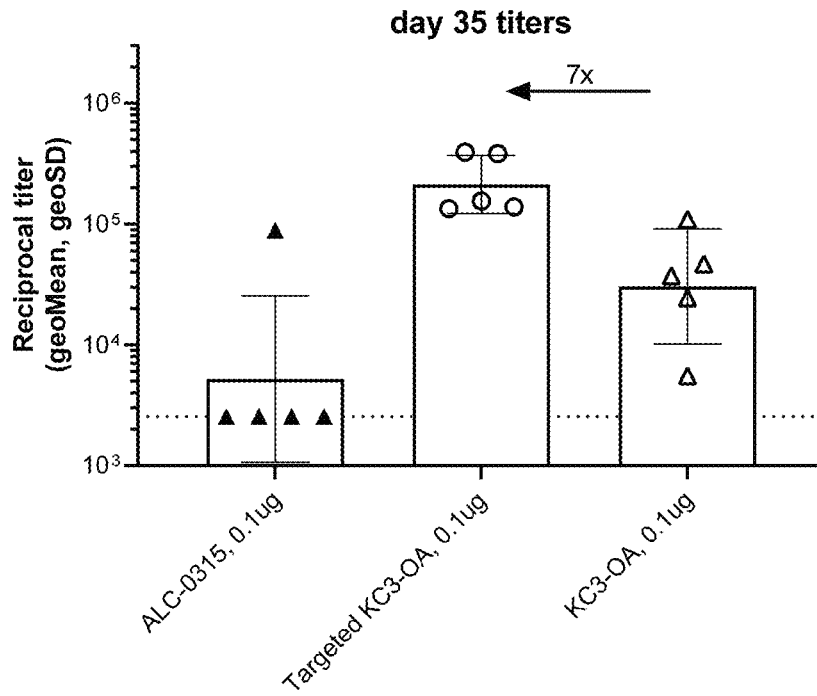 day 35 titers
7x
Reciprocal titer
(geoMean, geoSD)
10⁶
10⁵
10⁴
10³
ALC-0315, 0.1ug
Targeted KC3-OA, 0.1ug
KC3-OA, 0.1ug